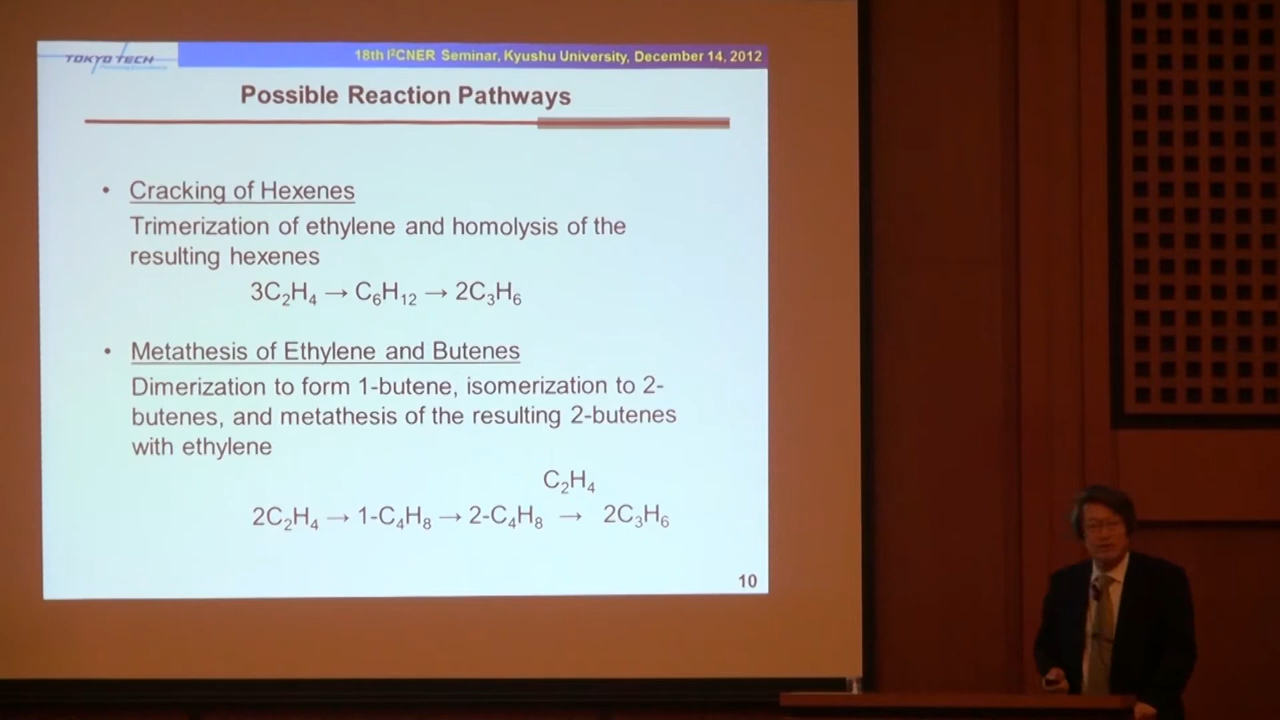 TOKYO TECH
18th I²CNER Seminar, Kyushu University, December 14, 2012
Possible Reaction Pathways
• Cracking of Hexenes
Trimerization of ethylene and homolysis of the
resulting hexenes
3C₂H₄ → C₆H₁₂ → 2C₃H₆
• Metathesis of Ethylene and Butenes
Dimerization to form 1-butene, isomerization to 2-
butenes, and metathesis of the resulting 2-butenes
with ethylene
C₂H₄
2C₂H₄ → 1-C₄H₈ → 2-C₄H₈ → 2C₃H₆
10